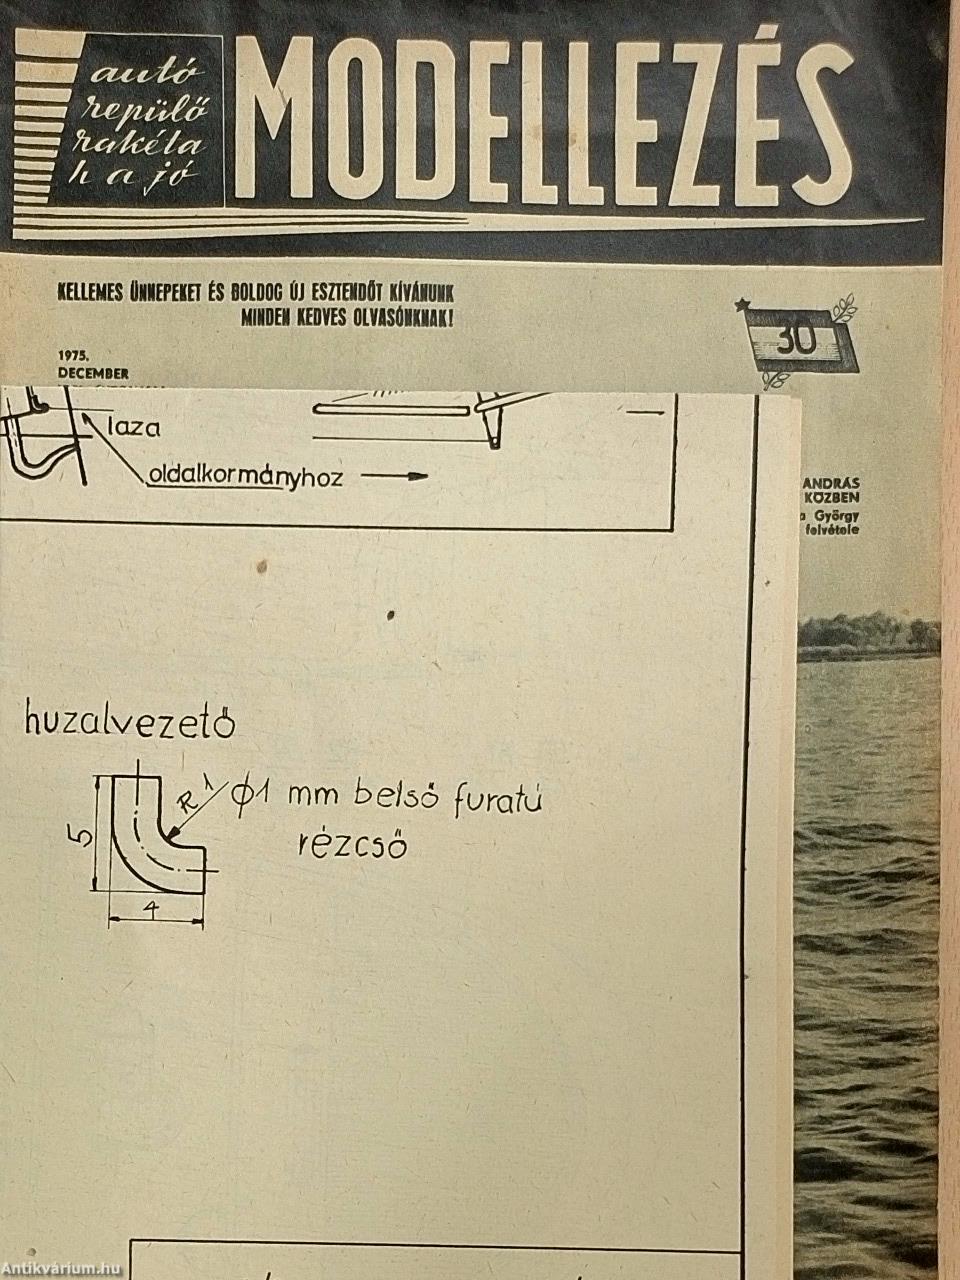 autó
repülő
rakéta
hajó
MODELLEZÉS
KELLEMES ÜNNEPEKET ÉS BOLDOG ÚJ ESZTENDŐT KÍVÁNUNK
MINDEN KEDVES OLVASÓNKNAK!
30
1975.
DECEMBER
laza
oldalkormányhoz
ANDRÁS
KÖZBEN
György
felvétele
huzalvezető
R 1
ϕ1 mm belső furatú
rézcső
5
4
Antikvárium.hu